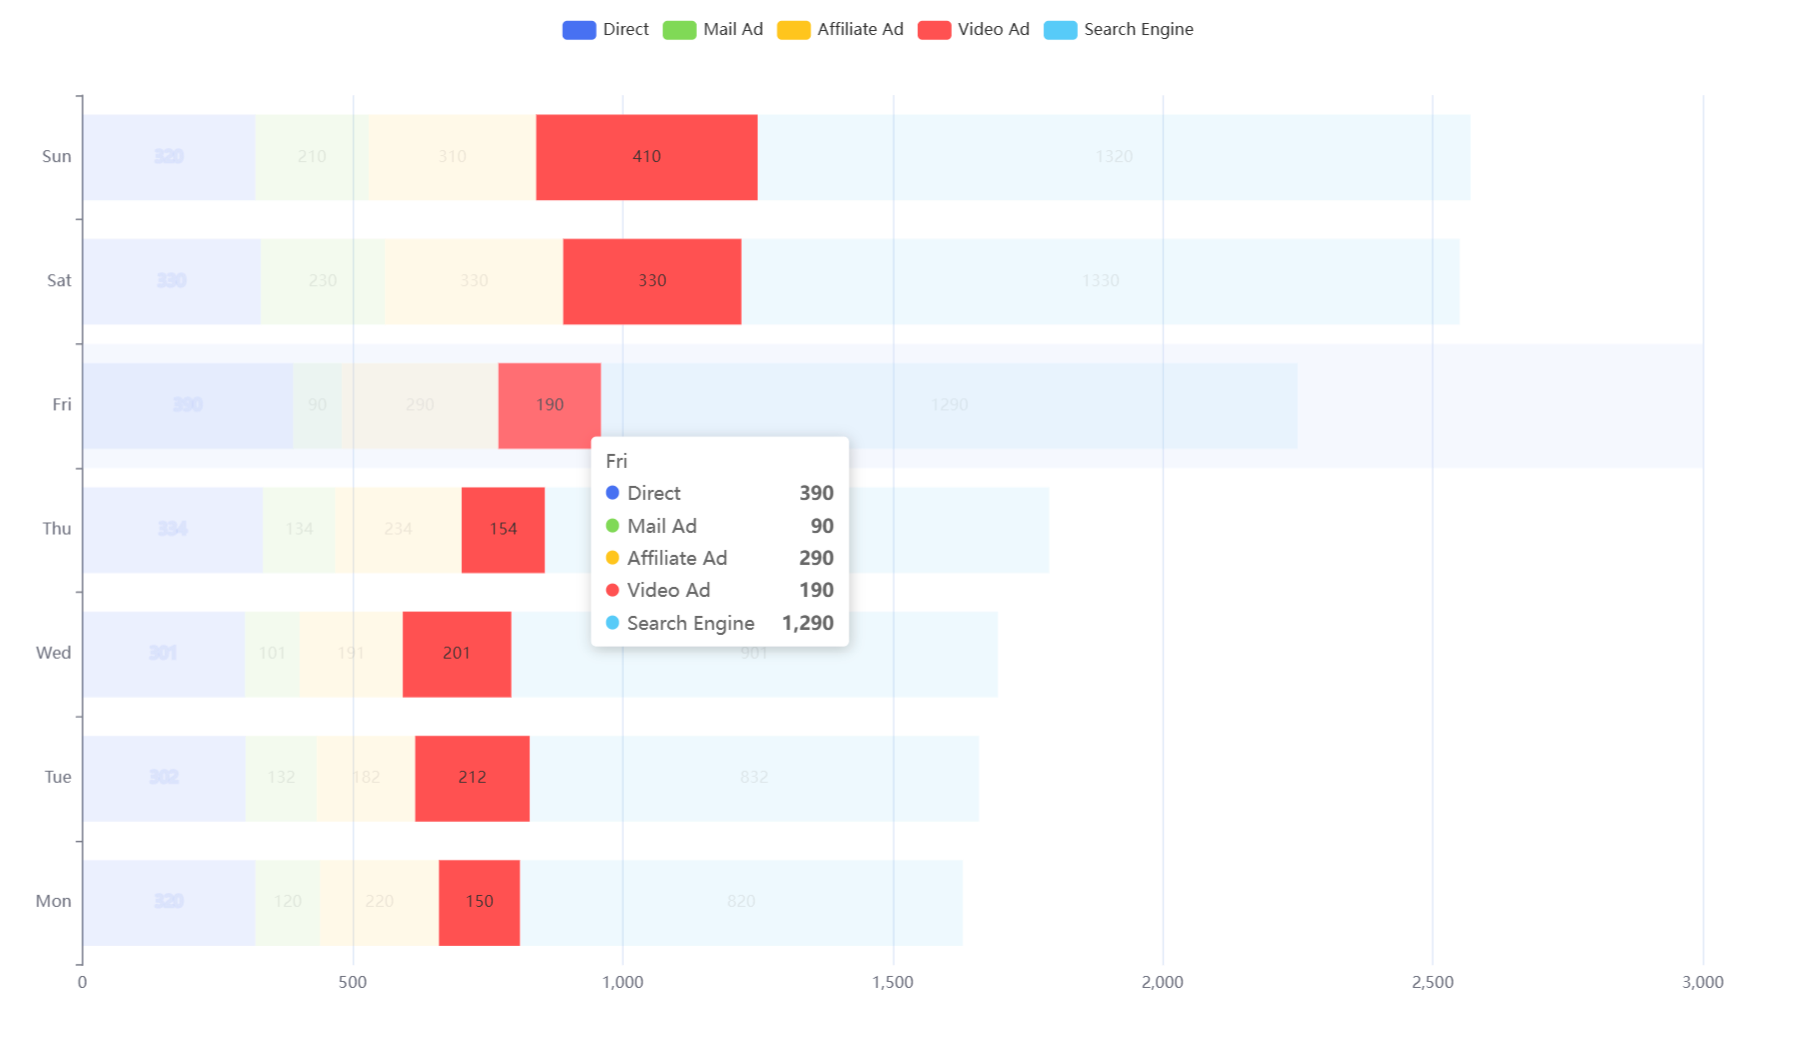 Direct Mail Ad Affiliate Ad Video Ad Search Engine
Sun 320 210 310 410 1320
Sat 330 230 330 330 1330
Fri 390 90 290 190 1290
Fri
Direct 390
Mail Ad 90
Affiliate Ad 290
Video Ad 190
Search Engine 1,290
Thu 334 134 234 154
Wed 301 101 191 201 901
Tue 302 132 182 212 832
Mon 320 120 220 150 820
0 500 1,000 1,500 2,000 2,500 3,000